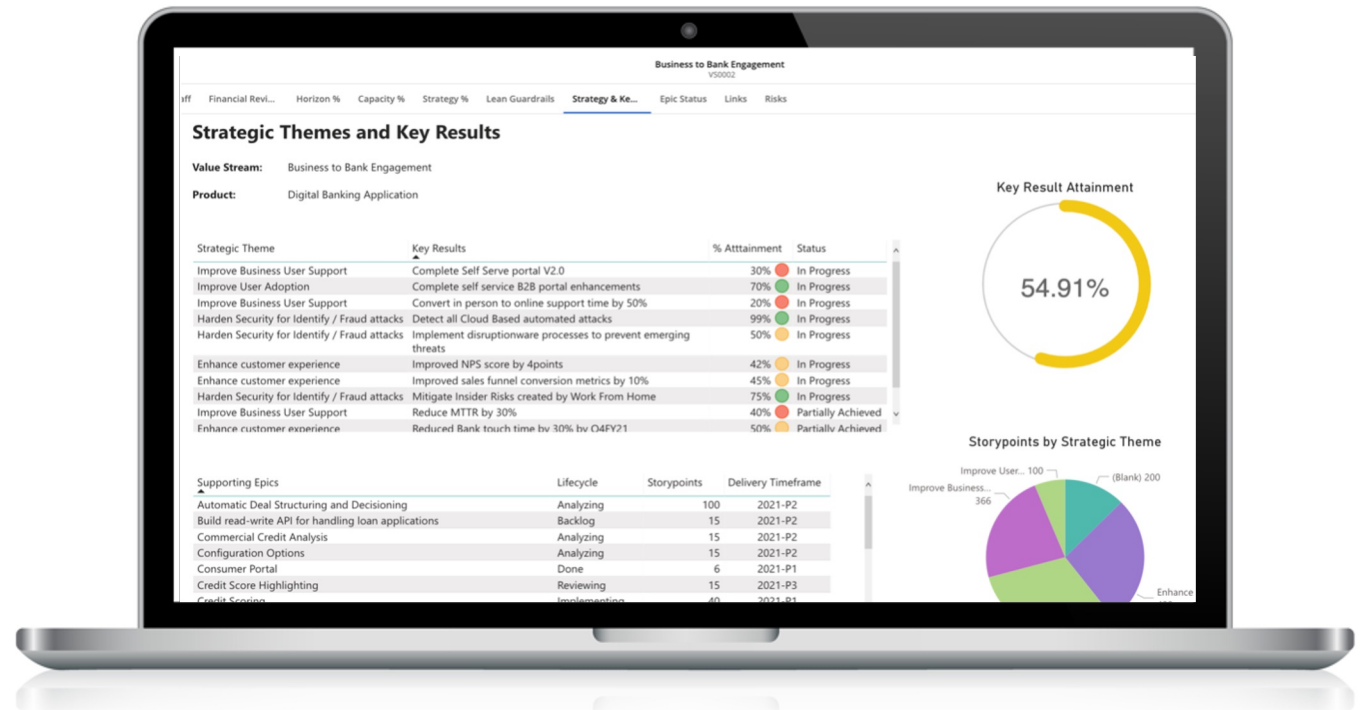 Business to Bank Engagement
VS0002
aff Financial Revi... Horizon % Capacity % Strategy % Lean Guardrails Strategy & Ke... Epic Status Links Risks
Strategic Themes and Key Results
Value Stream: Business to Bank Engagement
Product: Digital Banking Application
Strategic Theme Key Results % Atttainment Status
Improve Business User Support Complete Self Serve portal V2.0 30% In Progress
Improve User Adoption Complete self service B2B portal enhancements 70% In Progress
Improve Business User Support Convert in person to online support time by 50% 20% In Progress
Harden Security for Identify / Fraud attacks Detect all Cloud Based automated attacks 99% In Progress
Harden Security for Identify / Fraud attacks Implement disruptionware processes to prevent emerging 50% In Progress
threats
Enhance customer experience Improved NPS score by 4points 42% In Progress
Enhance customer experience Improved sales funnel conversion metrics by 10% 45% In Progress
Harden Security for Identify / Fraud attacks Mitigate Insider Risks created by Work From Home 75% In Progress
Improve Business User Support Reduce MTTR by 30% 40% Partially Achieved
Enhance customer experience Reduced Bank touch time by 30% by Q4FY21 50% Partially Achieved
Key Result Attainment
54.91%
Supporting Epics Lifecycle Storypoints Delivery Timeframe
Automatic Deal Structuring and Decisioning Analyzing 100 2021-P2
Build read-write API for handling loan applications Backlog 15 2021-P2
Commercial Credit Analysis Analyzing 15 2021-P2
Configuration Options Analyzing 15 2021-P2
Consumer Portal Done 6 2021-P1
Credit Score Highlighting Reviewing 15 2021-P3
Credit Scoring Implementing 40 2021-P1
Storypoints by Strategic Theme
Improve User... 100
(Blank) 200
Improve Business...
366
Enhance